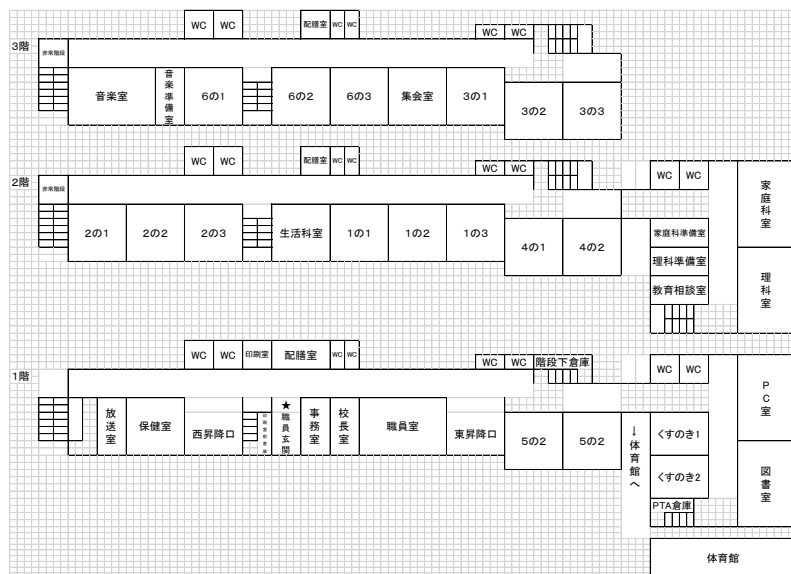 WC WC 配膳室 WC WC
WC WC
3階
非常階段
音楽室 音楽準備室 6の1 6の2 6の3 集会室 3の1
3の2 3の3
WC WC 配膳室 WC WC
WC WC WC WC
2階
非常階段
家庭科室
2の1 2の2 2の3 生活科室 1の1 1の2 1の3
4の1 4の2
家庭科準備室
理科準備室
教育相談室
理科室
WC WC 印刷室 配膳室 WC WC
WC WC 階段下倉庫 WC WC
1階
PC室
放送室 保健室 西昇降口 ★職員玄関 事務室 校長室 職員室 東昇降口
5の2 5の2 ↓体育館へ くすのき1
くすのき2
図書室
PTA倉庫
体育館